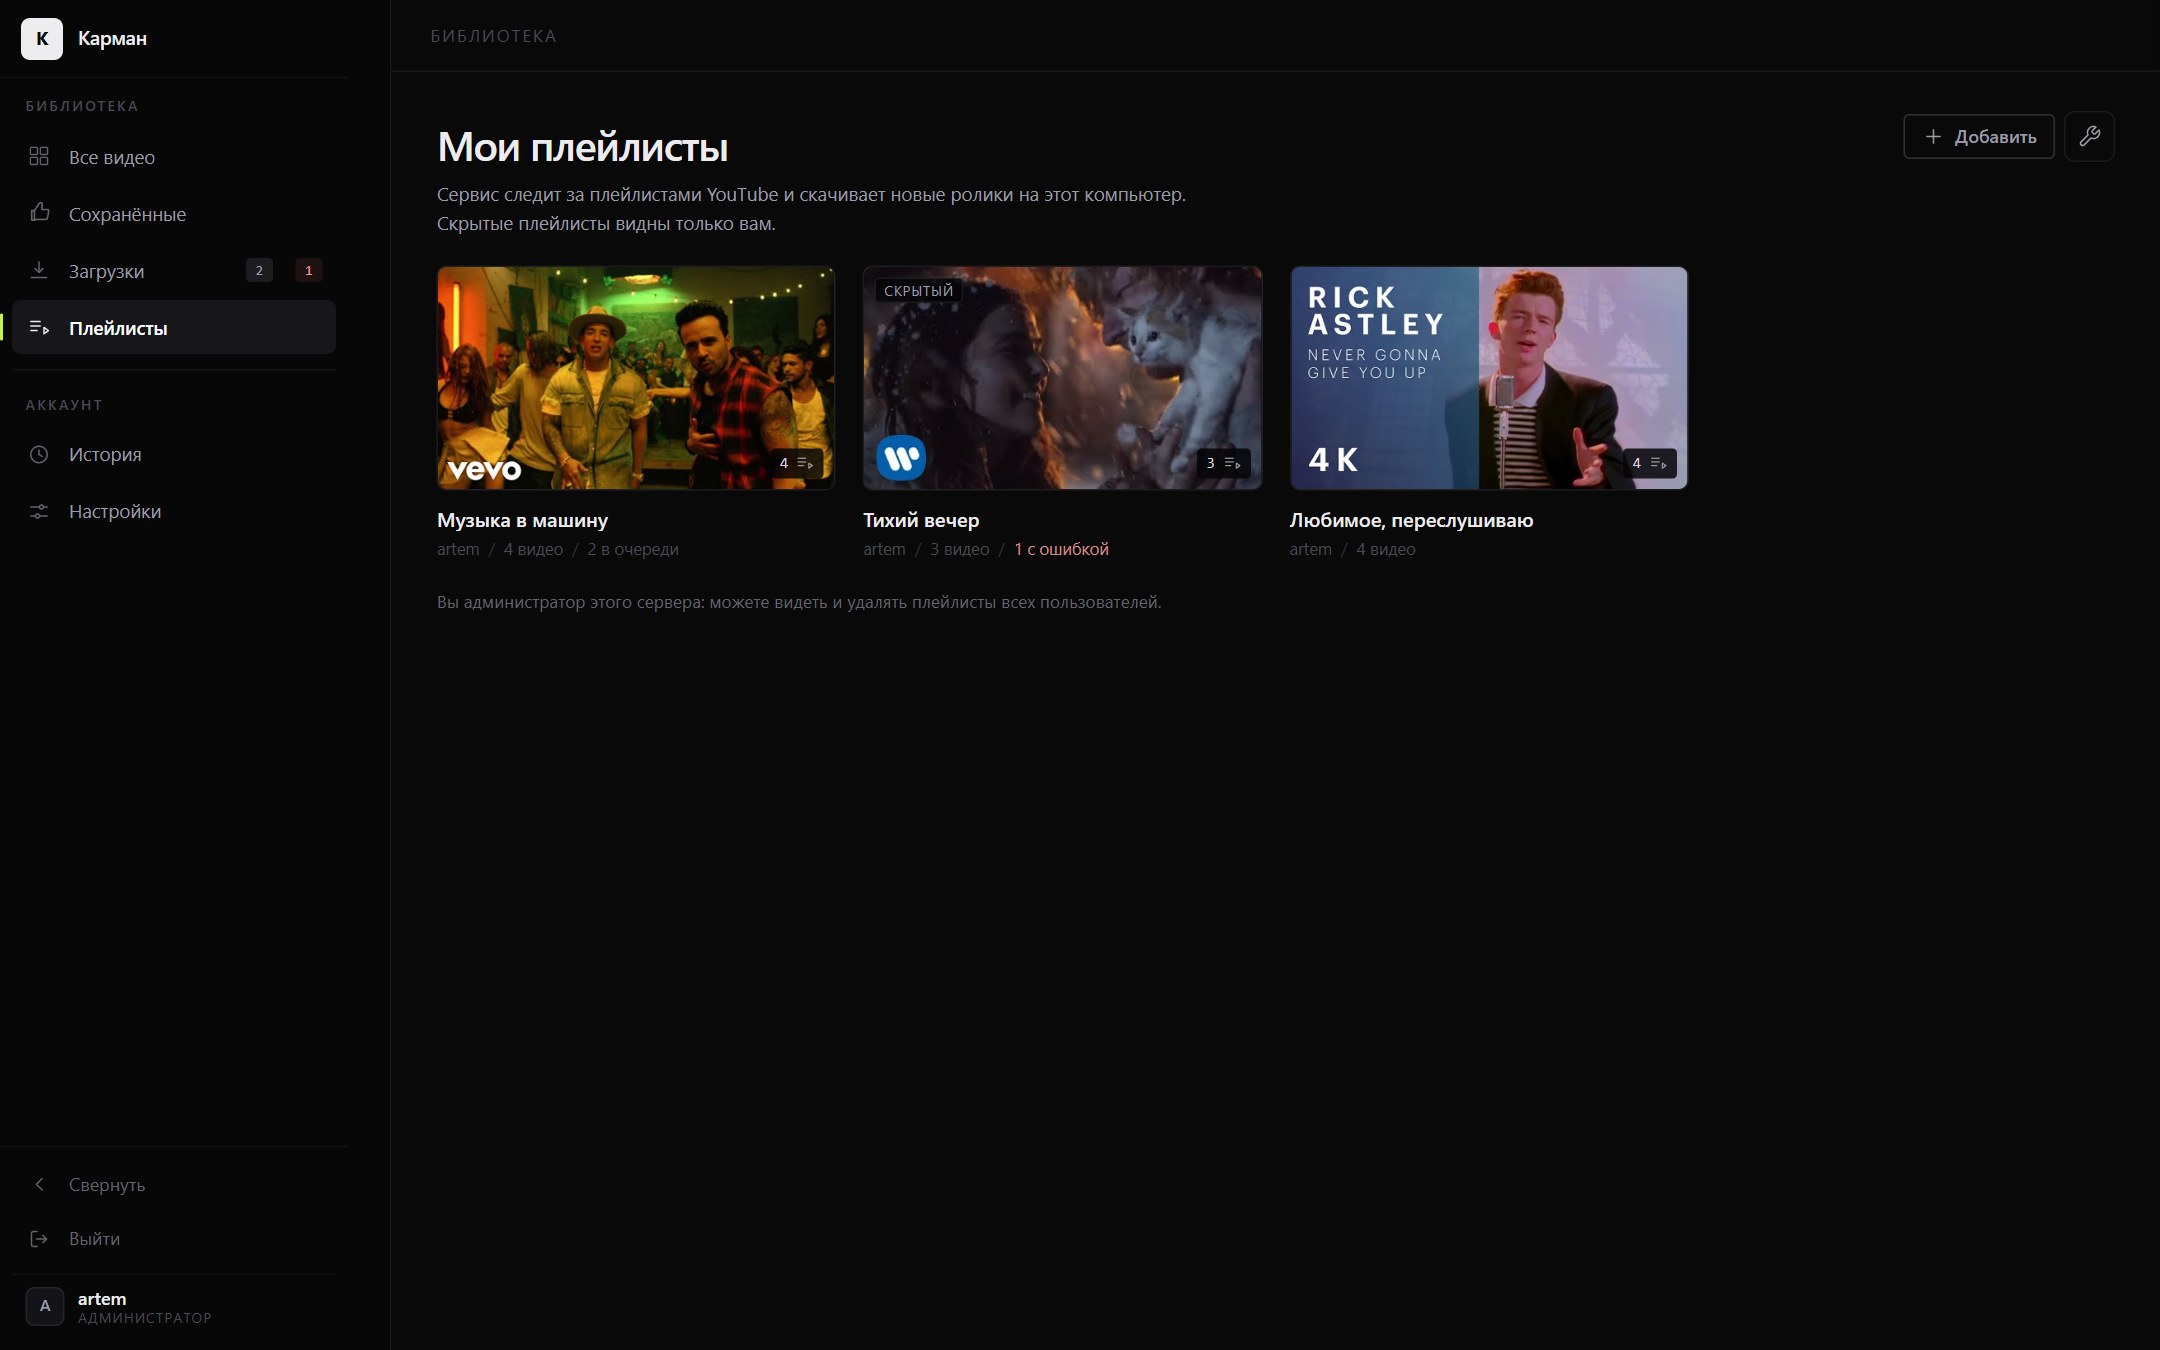 К Карман
БИБЛИОТЕКА
Все видео
Сохранённые
Загрузки 2 1
Плейлисты
АККАУНТ
История
Настройки
Свернуть
Выйти
A artem
АДМИНИСТРАТОР
БИБЛИОТЕКА
Мои плейлисты
Добавить
Сервис следит за плейлистами YouTube и скачивает новые ролики на этот компьютер.
Скрытые плейлисты видны только вам.
vevo
4
Музыка в машину
artem / 4 видео / 2 в очереди
СКРЫТЫЙ
3
Тихий вечер
artem / 3 видео / 1 с ошибкой
RICK
ASTLEY
NEVER GONNA
GIVE YOU UP
4K
4
Любимое, переслушиваю
artem / 4 видео
Вы администратор этого сервера: можете видеть и удалять плейлисты всех пользователей.